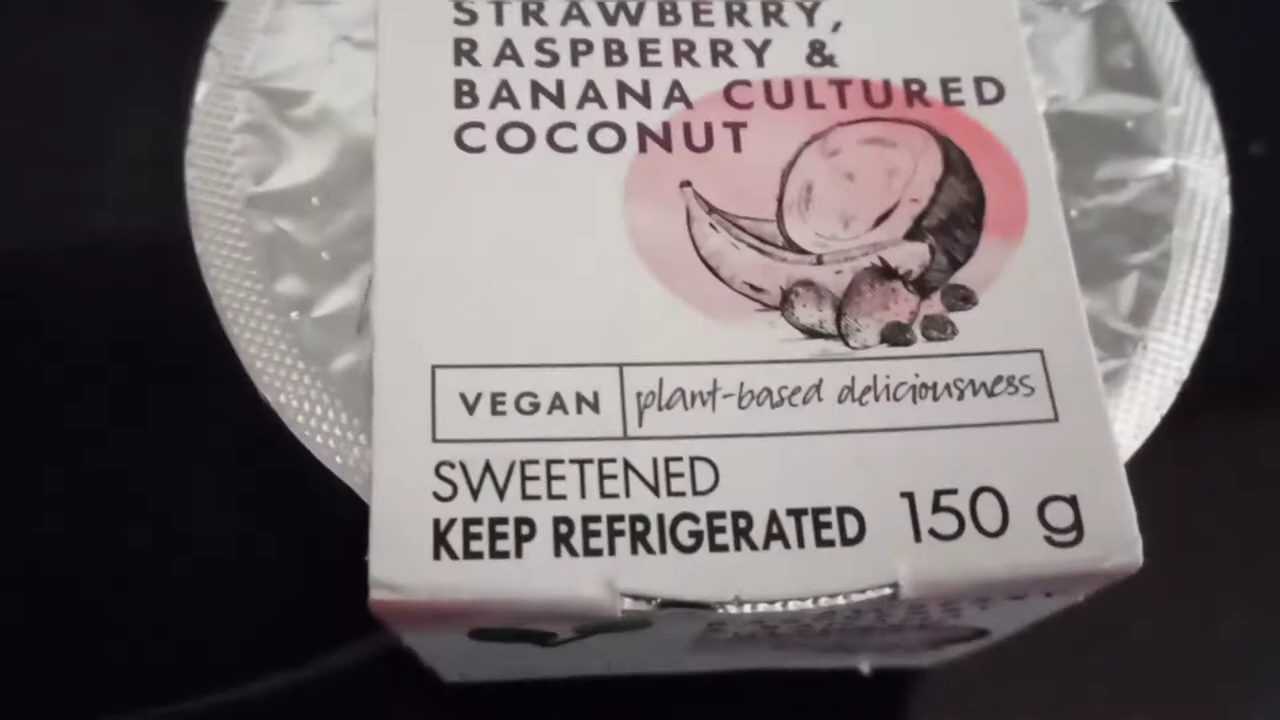 STRAWBERRY,
RASPBERRY &
BANANA CULTURED
COCONUT
VEGAN plant-based deliciousness
SWEETENED
KEEP REFRIGERATED 150 g